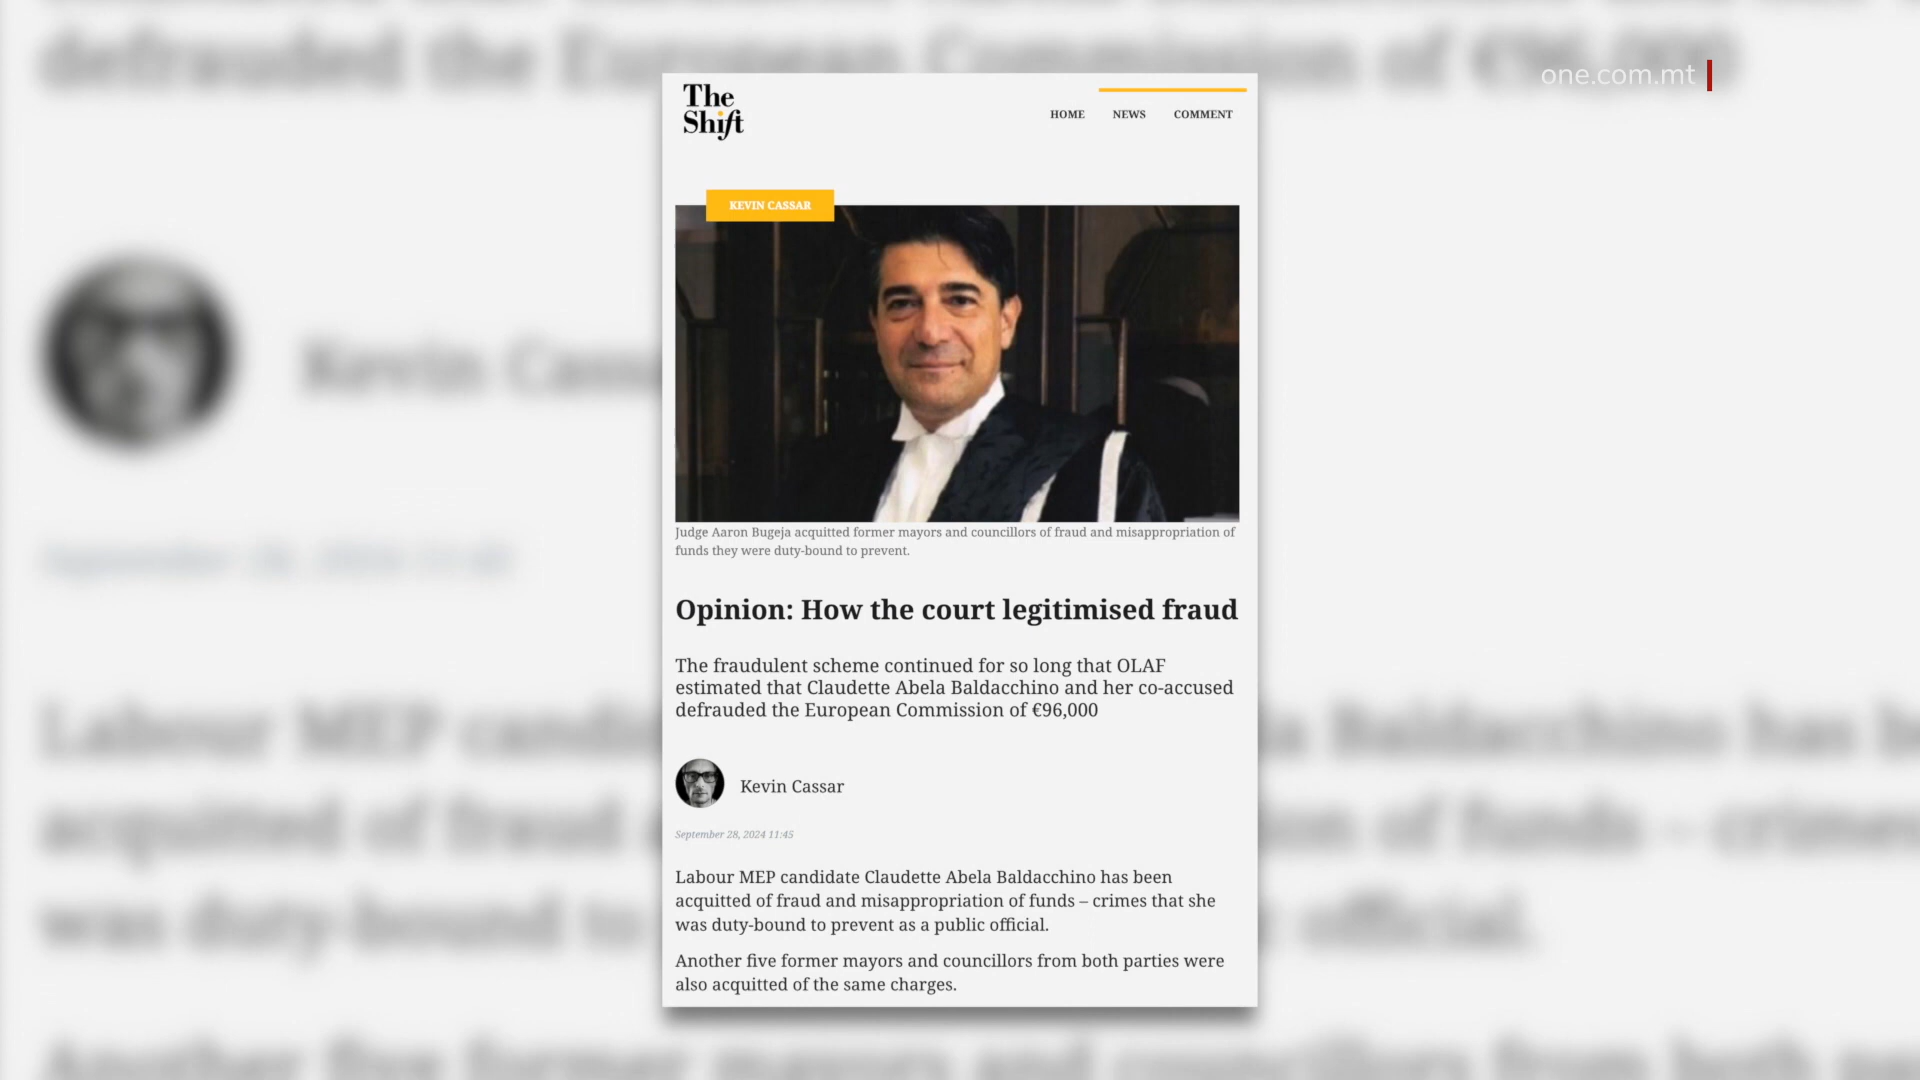 defrauded the European Commission of €96,000
one.com.mt
The
Shift
HOME NEWS COMMENT
KEVIN CASSAR
Judge Aaron Bugeja acquitted former mayors and councillors of fraud and misappropriation of
funds they were duty-bound to prevent.
Opinion: How the court legitimised fraud
The fraudulent scheme continued for so long that OLAF
estimated that Claudette Abela Baldacchino and her co-accused
defrauded the European Commission of €96,000
Kevin Cassar
September 28, 2024 11:45
Labour MEP candidate Claudette Abela Baldacchino has been
acquitted of fraud and misappropriation of funds – crimes that she
was duty-bound to prevent as a public official.
Another five former mayors and councillors from both parties were
also acquitted of the same charges.